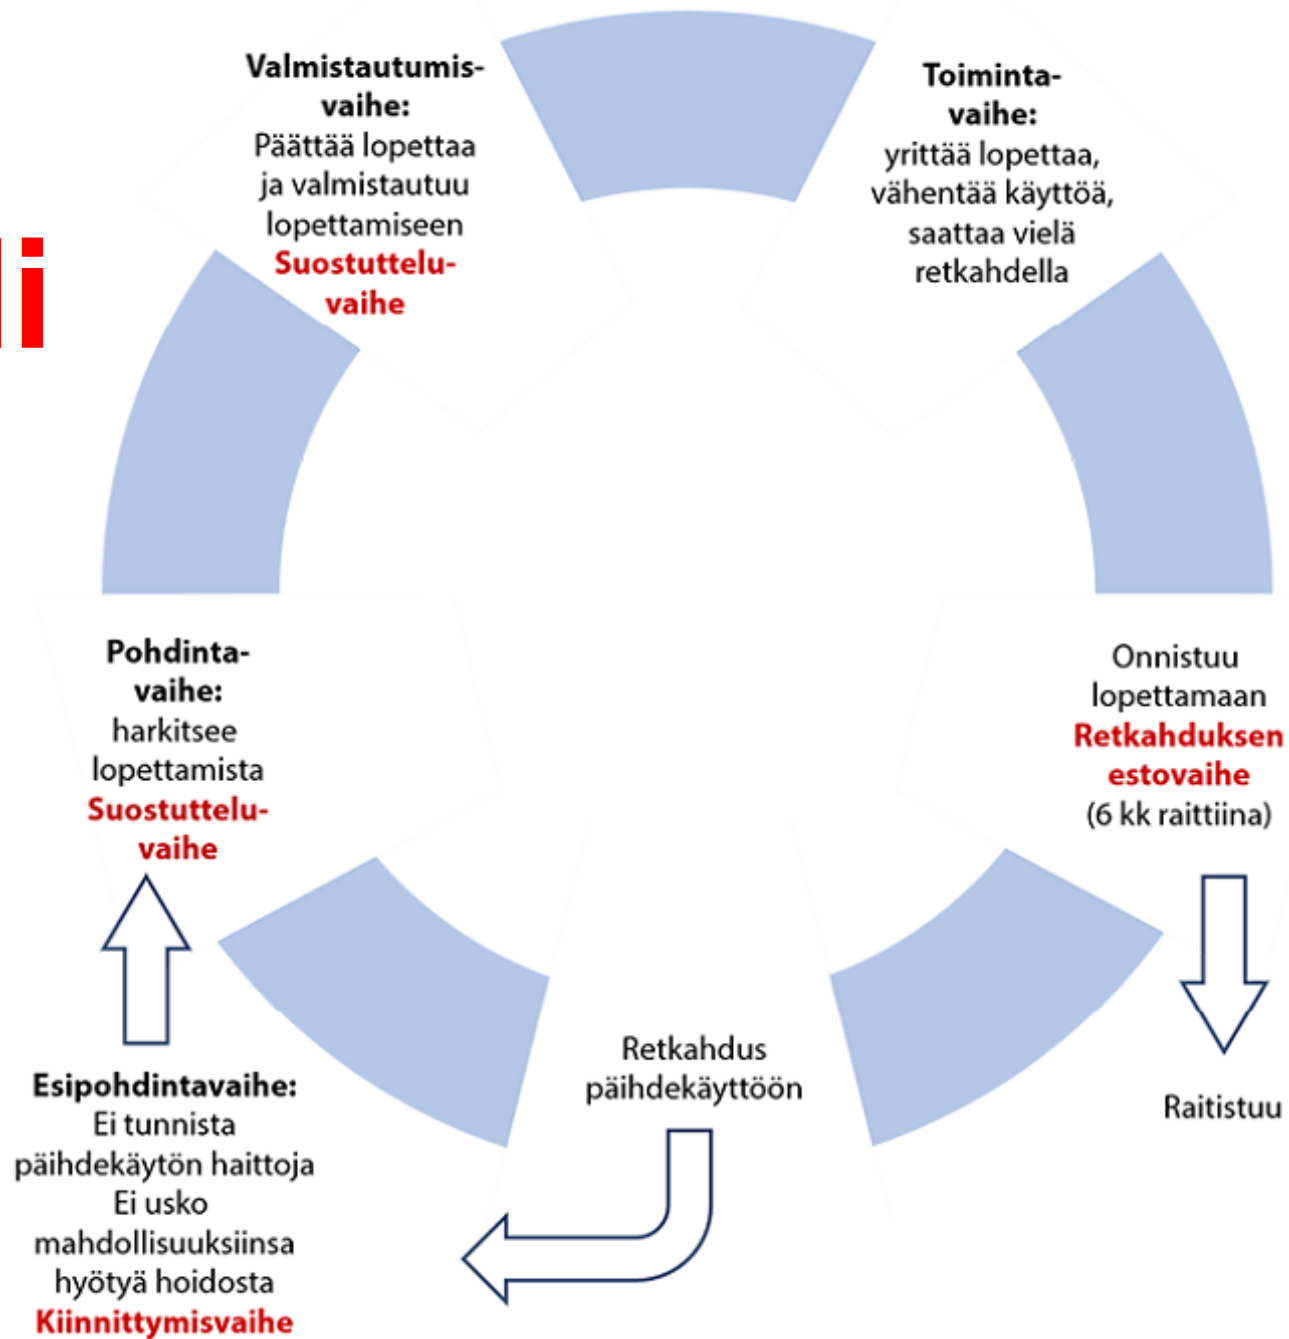 Valmistautumis-
vaihe:
Päättää lopettaa
ja valmistautuu
lopettamiseen
Suostuttelu-
vaihe
Toiminta-
vaihe:
yrittää lopettaa,
vähentää käyttöä,
saattaa vielä
retkahdella
Onnistuu
lopettamaan
Retkahduksen
estovaihe
(6 kk raittiina)
Raitistuu
Retkahdus
päihdekäyttöön
Pohdinta-
vaihe:
harkitsee
lopettamista
Suostuttelu-
vaihe
Esipohdintavaihe:
Ei tunnista
päihdekäytön haittoja
Ei usko
mahdollisuuksiinsa
hyötyä hoidosta
Kiinnittymisvaihe